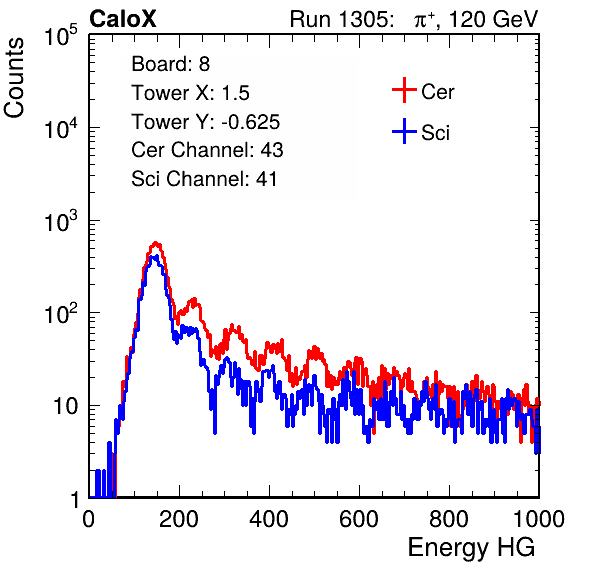 CaloX Run 1305: π⁺, 120 GeV
Counts
10⁵
10⁴
10³
10²
10
1
Board: 8
Tower X: 1.5
Tower Y: -0.625
Cer Channel: 43
Sci Channel: 41
Cer
Sci
0 200 400 600 800 1000
Energy HG